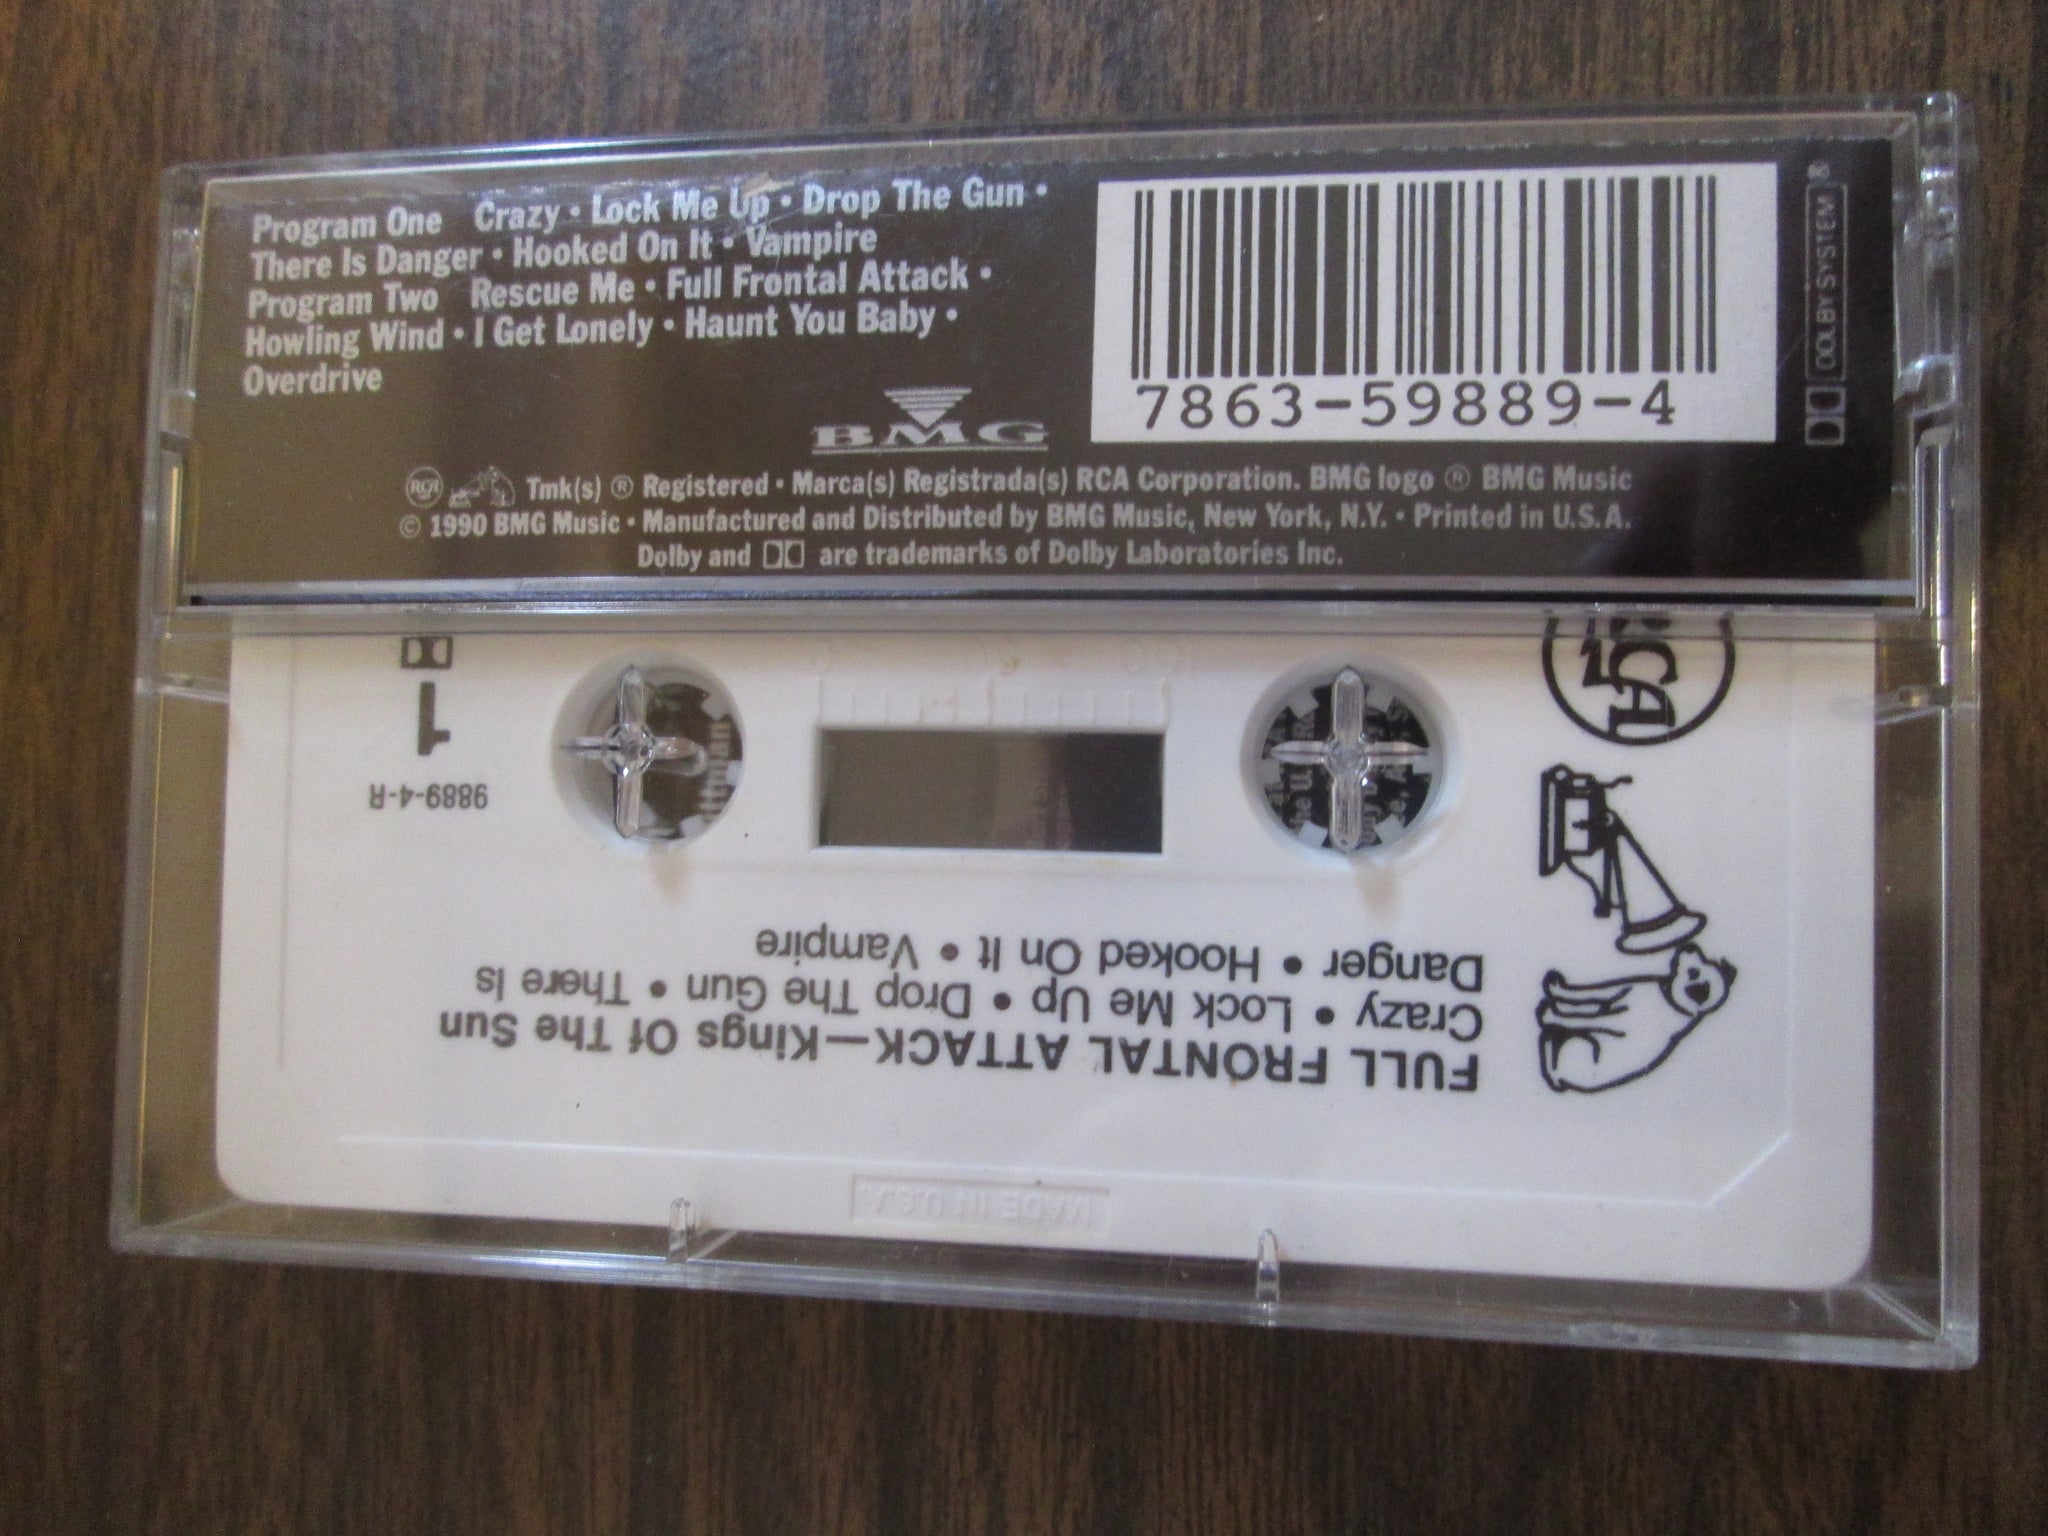 Program One Crazy • Lock Me Up • Drop The Gun •
There Is Danger • Hooked On It • Vampire
Program Two Rescue Me • Full Frontal Attack •
Howling Wind • I Get Lonely • Haunt You Baby •
Overdrive
BMG
7863-59889-4
DOLBY SYSTEM ®
RCA Tmk(s) ® Registered • Marca(s) Registrada(s) RCA Corporation. BMG logo ® BMG Music
© 1990 BMG Music • Manufactured and Distributed by BMG Music, New York, N.Y. • Printed in U.S.A.
Dolby and are trademarks of Dolby Laboratories Inc.
FULL FRONTAL ATTACK—Kings Of The Sun
Crazy • Lock Me Up • Drop The Gun • There Is
Danger • Hooked On It • Vampire
9889-4-R
1
RCA
MADE IN U.S.A.